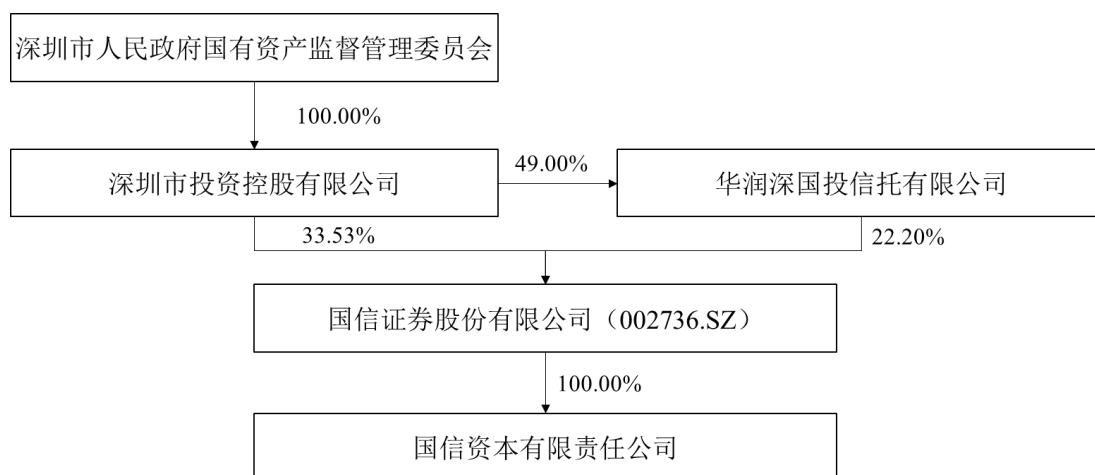 深圳市人民政府国有资产监督管理委员会
100.00%
深圳市投资控股有限公司
49.00%
华润深国投信托有限公司
33.53%
22.20%
国信证券股份有限公司（002736.SZ）
100.00%
国信资本有限责任公司